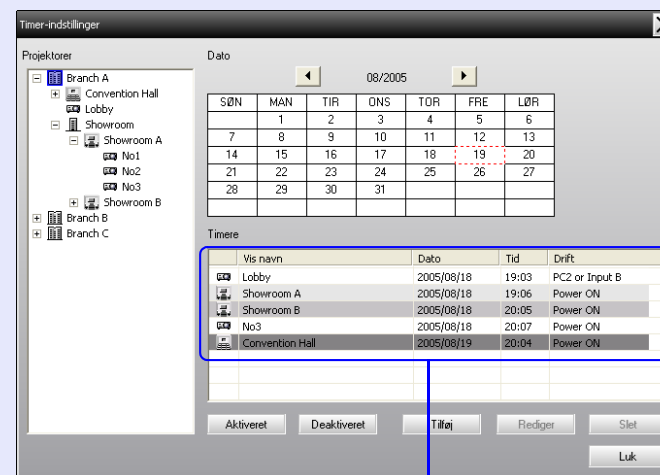 Timer-indstillinger
Projektorer
Branch A
Convention Hall
Lobby
Showroom
Showroom A
No1
No2
No3
Showroom B
Branch B
Branch C
Dato
08/2005
SØN MAN TIR ONS TOR FRE LØR
1 2 3 4 5 6
7 8 9 10 11 12 13
14 15 16 17 18 19 20
21 22 23 24 25 26 27
28 29 30 31
Timere
Vis navn Dato Tid Drift
Lobby 2005/08/18 19:03 PC2 or Input B
Showroom A 2005/08/18 19:06 Power ON
Showroom B 2005/08/18 20:05 Power ON
No3 2005/08/18 20:07 Power ON
Convention Hall 2005/08/19 20:04 Power ON
Aktiveret Deaktiveret Tilføj Rediger Slet
Luk